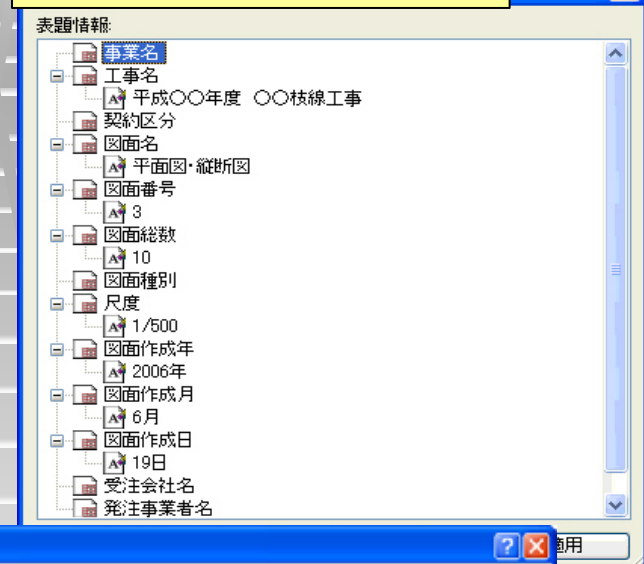 表題情報:
事業名
工事名
平成〇〇年度 〇〇枝線工事
契約区分
図面名
平面図・縦断図
図面番号
3
図面総数
10
図面種別
尺度
1/500
図面作成年
2006年
図面作成月
6月
図面作成日
19日
受注会社名
発注事業者名
用